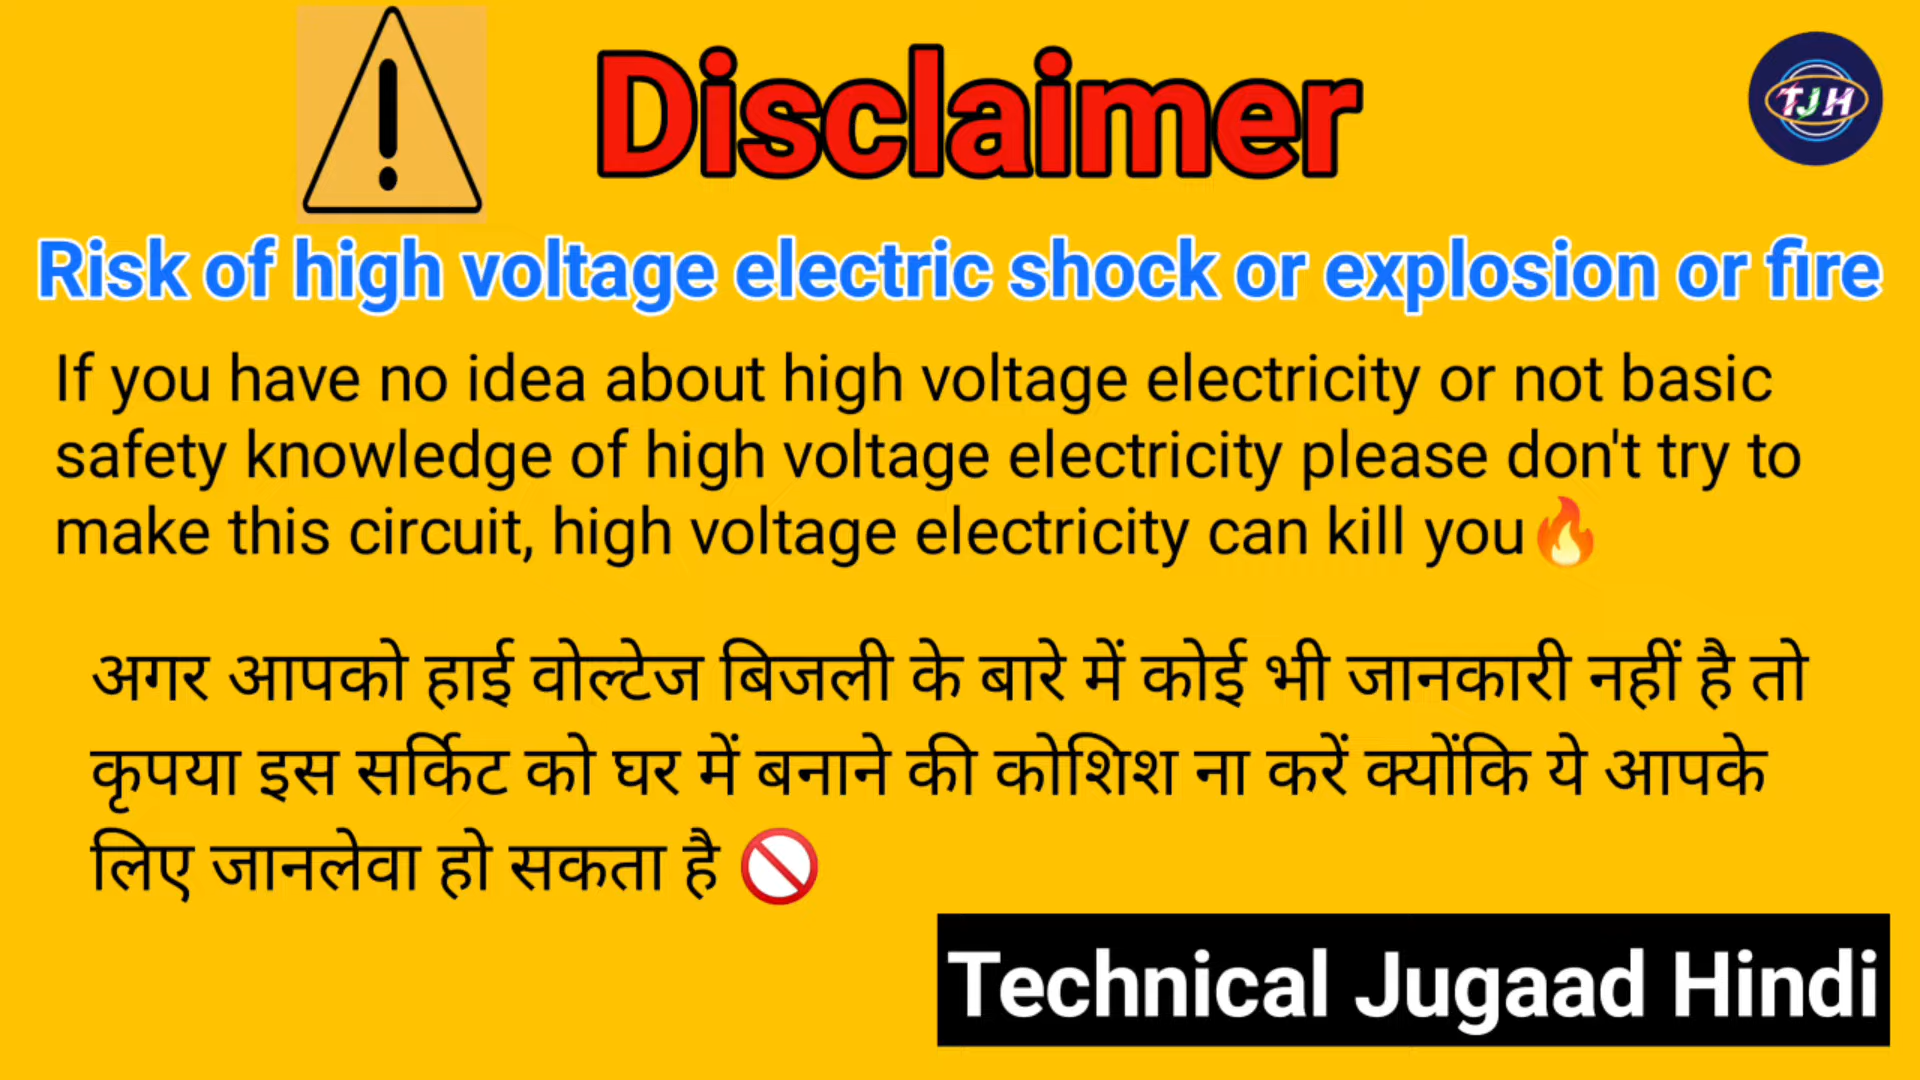 Disclaimer
TJH
Risk of high voltage electric shock or explosion or fire
If you have no idea about high voltage electricity or not basic
safety knowledge of high voltage electricity please don't try to
make this circuit, high voltage electricity can kill you🔥
अगर आपको हाई वोल्टेज बिजली के बारे में कोई भी जानकारी नहीं है तो
कृपया इस सर्किट को घर में बनाने की कोशिश ना करें क्योंकि ये आपके
लिए जानलेवा हो सकता है 🚫
Technical Jugaad Hindi